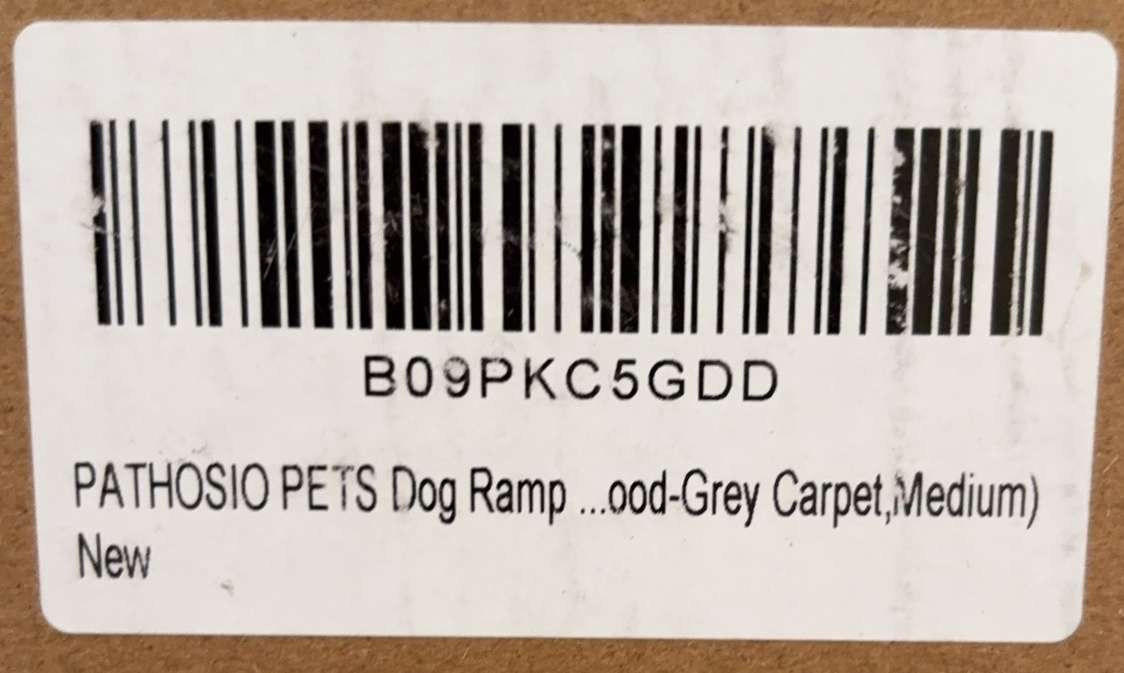 B09PKC5GDD
PATHOSIO PETS Dog Ramp ...ood-Grey Carpet,Medium)
New